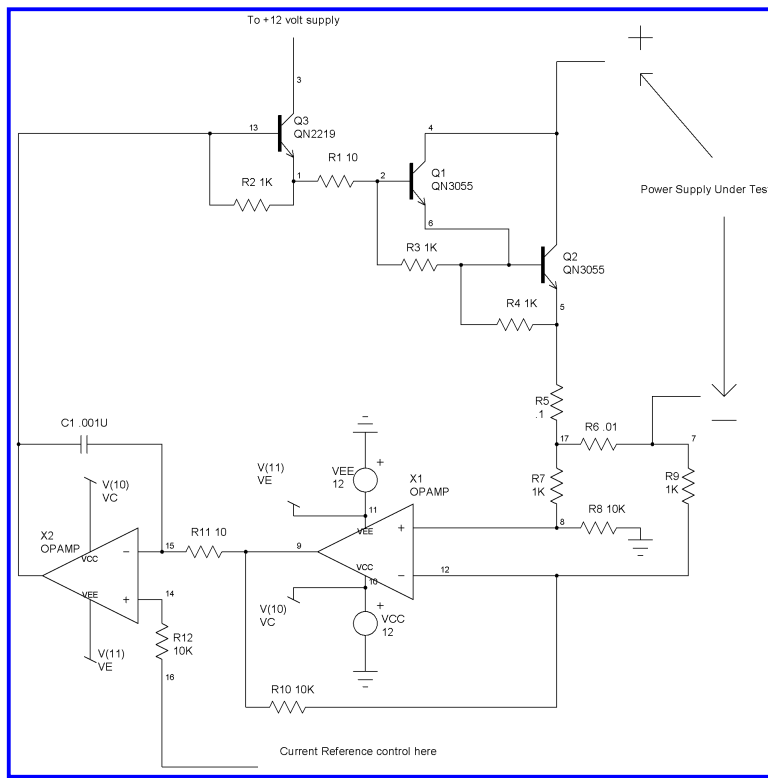 To +12 volt supply
3
Q3
QN2219
13
4
R1 10
1
2
Q1
QN3055
R2 1K
Power Supply Under Test
6
R3 1K
Q2
QN3055
R4 1K
5
R5
.1
C1 .001U
R6 .01
17
7
VEE
12
X1
OPAMP
R7
1K
R9
1K
V(11)
VE
V(10)
VC
11
VEE
R8 10K
8
X2
OPAMP
VCC
15
R11 10
9
VCC
12
10
VEE
14
V(10)
VC
VCC
12
R12
10K
V(11)
VE
16
R10 10K
Current Reference control here